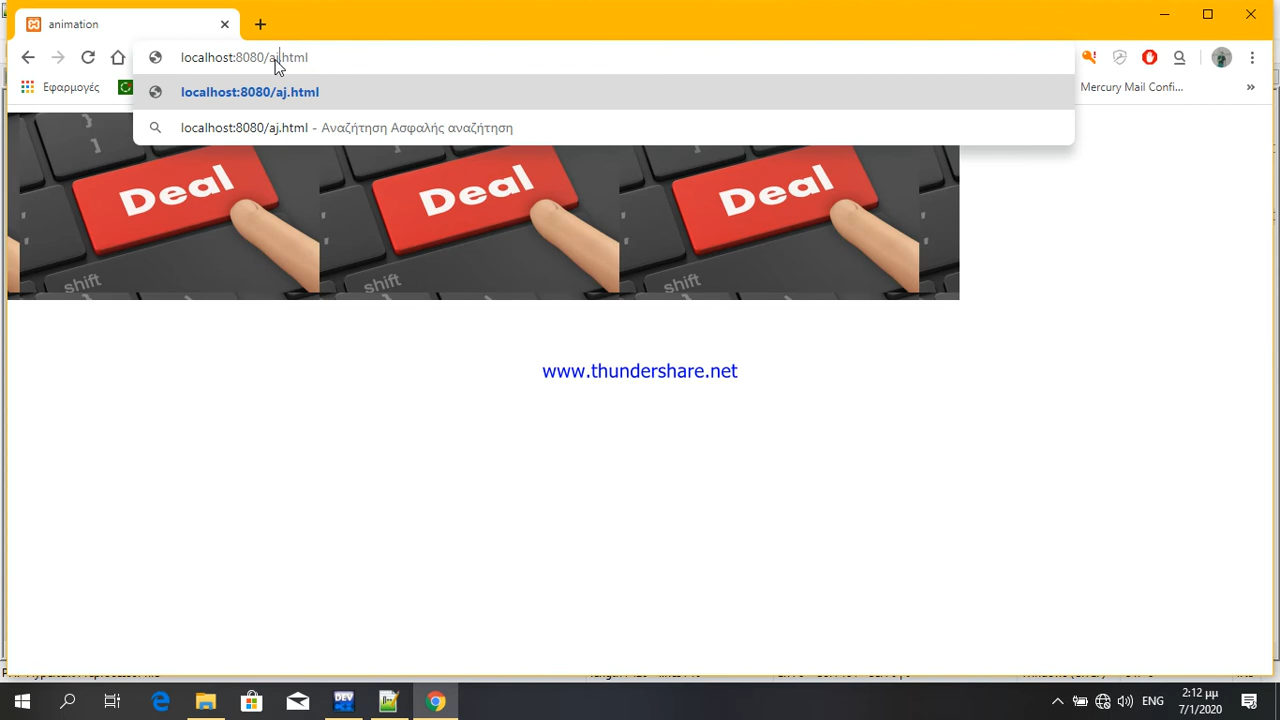 animation
localhost:8080/aj.html
Εφαρμογές
Mercury Mail Confi...
»
localhost:8080/aj.html
localhost:8080/aj.html - Αναζήτηση Ασφαλής αναζήτηση
Deal Deal Deal
shift shift shift
www.thundershare.net
DEV
ENG
2:12 μμ
7/1/2020